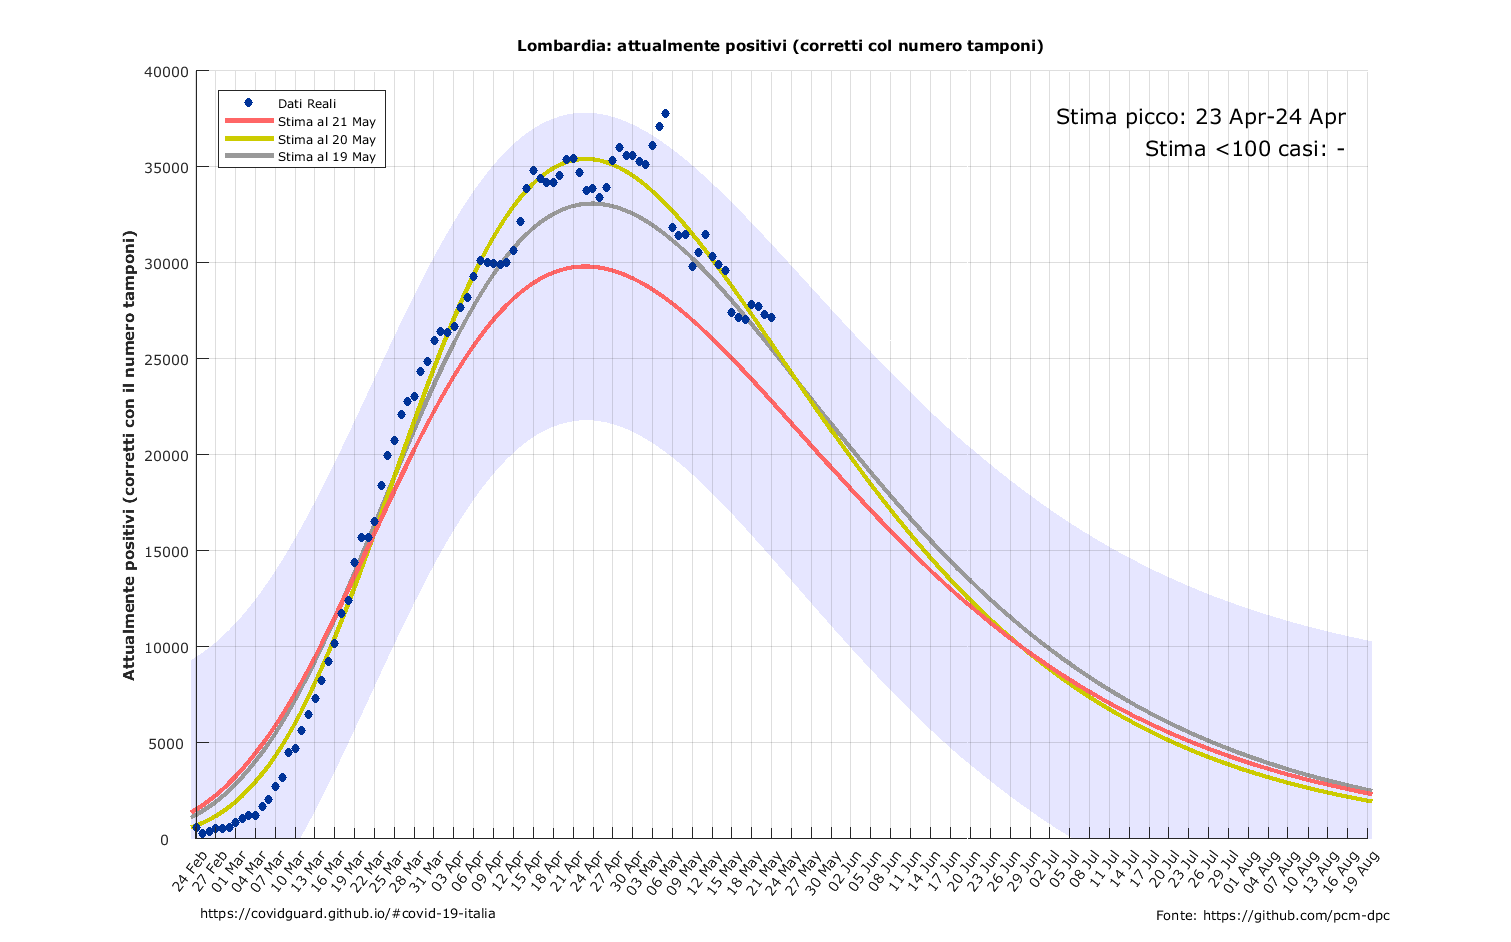 Lombardia: attualmente positivi (corretti col numero tamponi)
Attualmente positivi (corretti con il numero tamponi)
40000
35000
30000
25000
20000
15000
10000
5000
0
Dati Reali
Stima al 21 May
Stima al 20 May
Stima al 19 May
Stima picco: 23 Apr-24 Apr
Stima <100 casi: -
24 Feb
27 Feb
01 Mar
04 Mar
07 Mar
10 Mar
13 Mar
16 Mar
19 Mar
22 Mar
25 Mar
28 Mar
31 Mar
03 Apr
06 Apr
09 Apr
12 Apr
15 Apr
18 Apr
21 Apr
24 Apr
27 Apr
30 Apr
03 May
06 May
09 May
12 May
15 May
18 May
21 May
24 May
27 May
30 May
02 Jun
05 Jun
08 Jun
11 Jun
14 Jun
17 Jun
20 Jun
23 Jun
26 Jun
29 Jun
02 Jul
05 Jul
08 Jul
11 Jul
14 Jul
17 Jul
20 Jul
23 Jul
26 Jul
29 Jul
01 Aug
04 Aug
07 Aug
10 Aug
13 Aug
16 Aug
19 Aug
https://covidguard.github.io/#covid-19-italia
Fonte: https://github.com/pcm-dpc